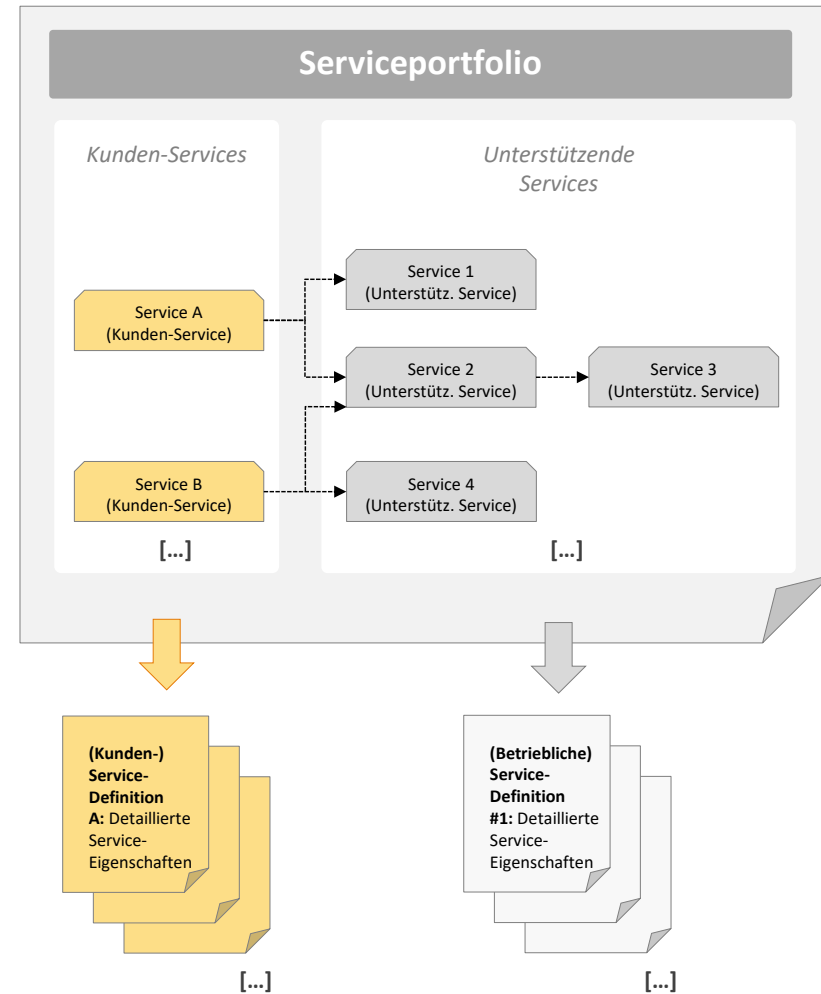 Serviceportfolio
Kunden-Services
Unterstützende
Services
Service A
(Kunden-Service)
Service B
(Kunden-Service)
[...]
Service 1
(Unterstütz. Service)
Service 2
(Unterstütz. Service)
Service 3
(Unterstütz. Service)
Service 4
(Unterstütz. Service)
[...]
(Kunden-)
Service-
Definition
A: Detaillierte
Service-
Eigenschaften
[...]
(Betriebliche)
Service-
Definition
#1: Detaillierte
Service-
Eigenschaften
[...]